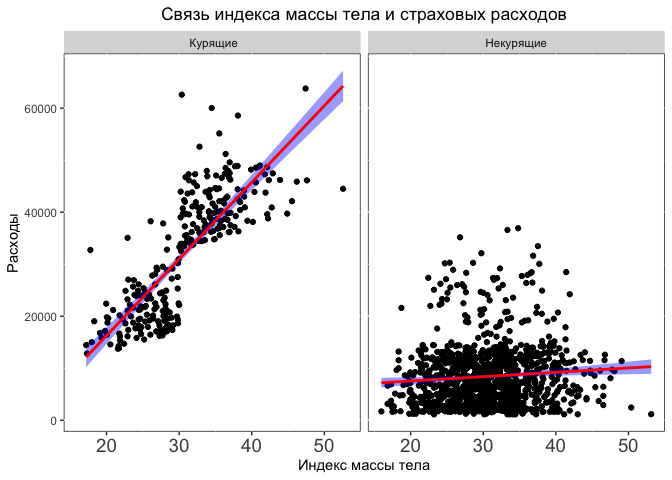 Связь индекса массы тела и страховых расходов
Курящие
Некурящие
Расходы
60000
40000
20000
0
20 30 40 50
20 30 40 50
Индекс массы тела